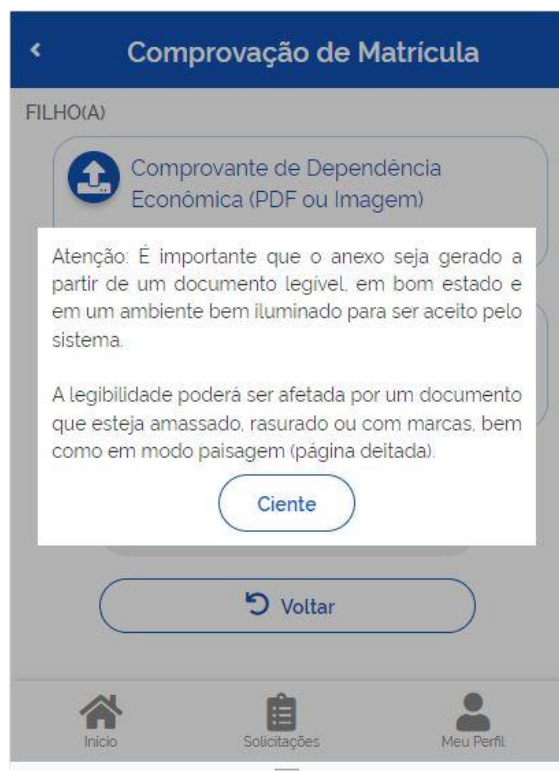 Comprovação de Matrícula
FILHO(A)
Comprovante de Dependência
Econômica (PDF ou Imagem)
Atenção: É importante que o anexo seja gerado a
partir de um documento legível, em bom estado e
em um ambiente bem iluminado para ser aceito pelo
sistema.
A legibilidade poderá ser afetada por um documento
que esteja amassado, rasurado ou com marcas, bem
como em modo paisagem (página deitada).
Ciente
Voltar
Início
Solicitações
Meu Perfil